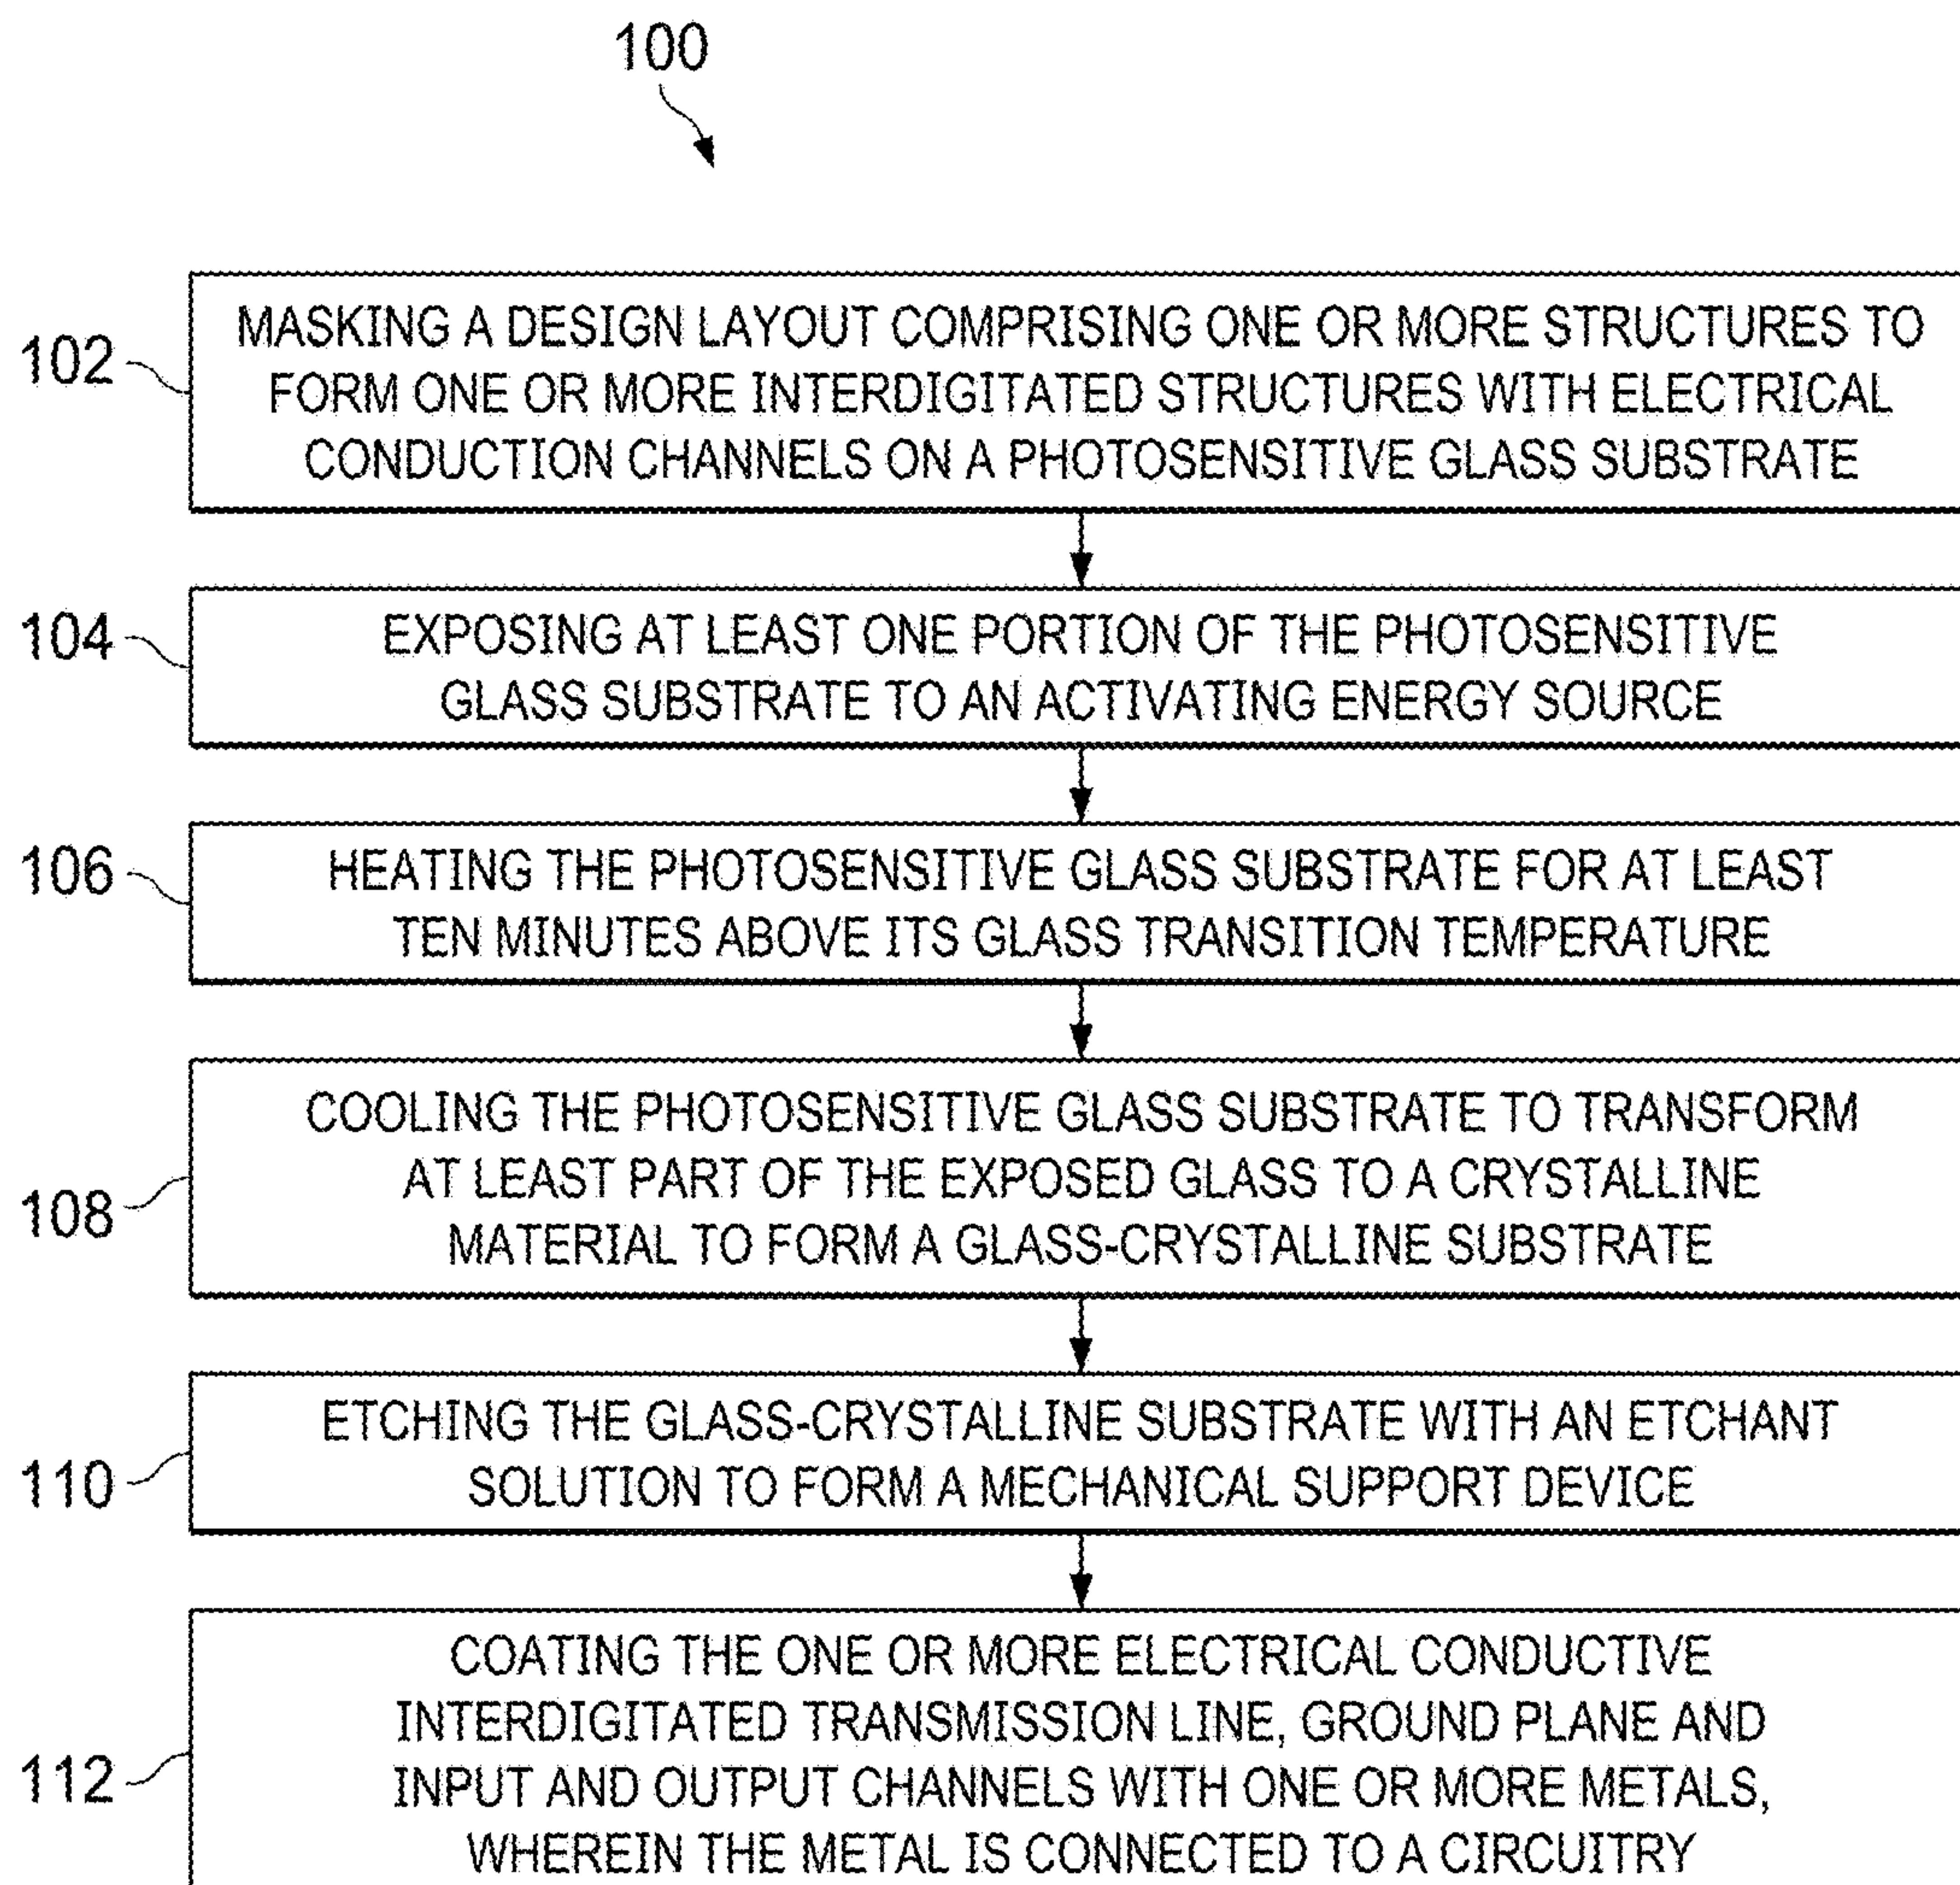 100
102
MASKING A DESIGN LAYOUT COMPRISING ONE OR MORE STRUCTURES TO
FORM ONE OR MORE INTERDIGITATED STRUCTURES WITH ELECTRICAL
CONDUCTION CHANNELS ON A PHOTOSENSITIVE GLASS SUBSTRATE
104
EXPOSING AT LEAST ONE PORTION OF THE PHOTOSENSITIVE
GLASS SUBSTRATE TO AN ACTIVATING ENERGY SOURCE
106
HEATING THE PHOTOSENSITIVE GLASS SUBSTRATE FOR AT LEAST
TEN MINUTES ABOVE ITS GLASS TRANSITION TEMPERATURE
108
COOLING THE PHOTOSENSITIVE GLASS SUBSTRATE TO TRANSFORM
AT LEAST PART OF THE EXPOSED GLASS TO A CRYSTALLINE
MATERIAL TO FORM A GLASS-CRYSTALLINE SUBSTRATE
110
ETCHING THE GLASS-CRYSTALLINE SUBSTRATE WITH AN ETCHANT
SOLUTION TO FORM A MECHANICAL SUPPORT DEVICE
112
COATING THE ONE OR MORE ELECTRICAL CONDUCTIVE
INTERDIGITATED TRANSMISSION LINE, GROUND PLANE AND
INPUT AND OUTPUT CHANNELS WITH ONE OR MORE METALS,
WHEREIN THE METAL IS CONNECTED TO A CIRCUITRY